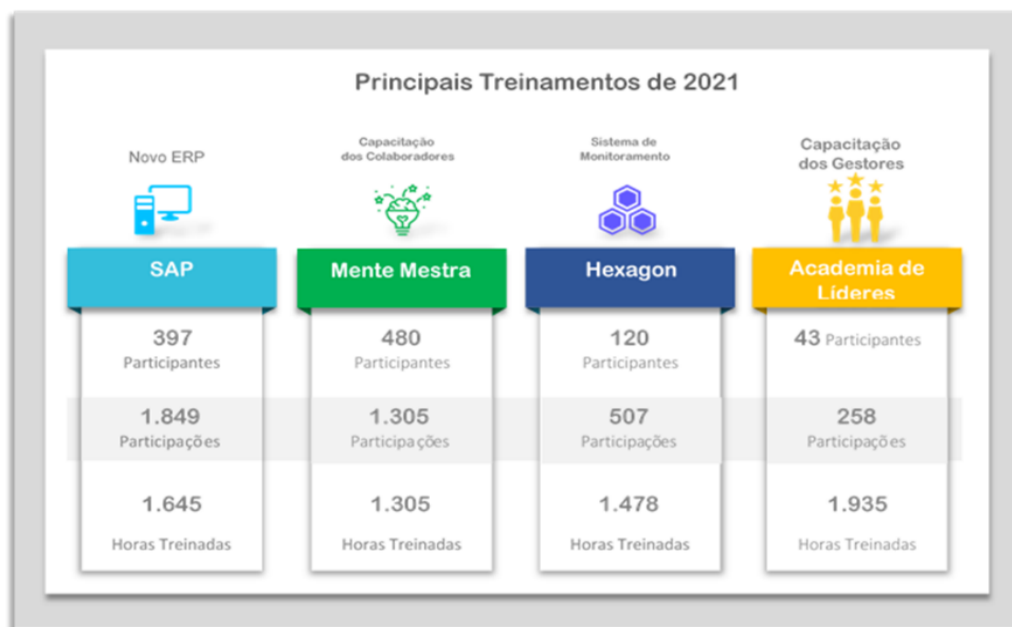 Principais Treinamentos de 2021
Novo ERP
Capacitação
dos Colaboradores
Sistema de
Monitoramento
Capacitação
dos Gestores
SAP
Mente Mestra
Hexagon
Academia de
Líderes
397
Participantes
480
Participantes
120
Participantes
43 Participantes
1.849
Participações
1.305
Participações
507
Participações
258
Participações
1.645
Horas Treinadas
1.305
Horas Treinadas
1.478
Horas Treinadas
1.935
Horas Treinadas